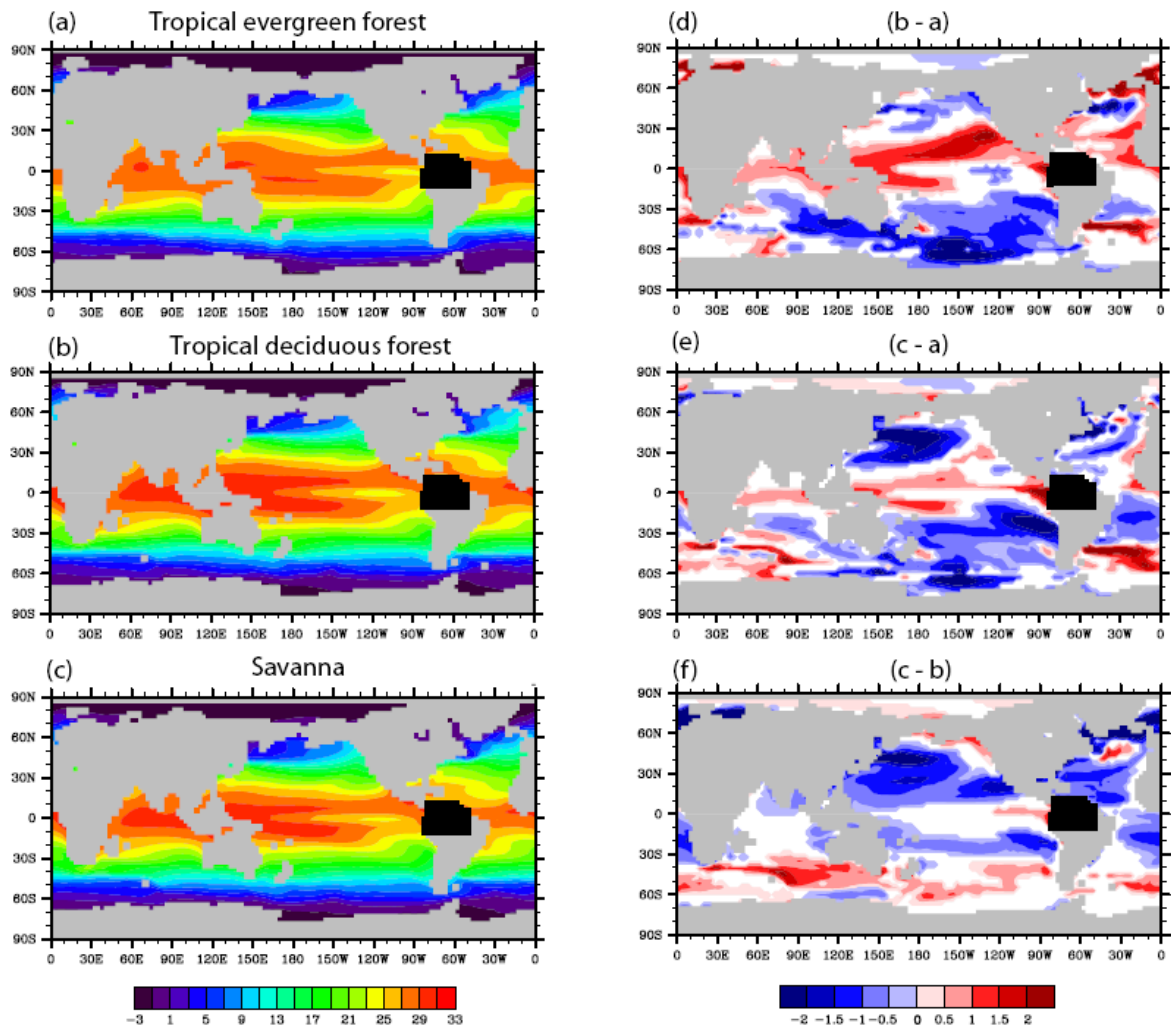 (a) Tropical evergreen forest
90N
60N
30N
0
30S
60S
90S
0 30E 60E 90E 120E 150E 180E 150W 120W 90W 60W 30W 0
(d) (b - a)
90N
60N
30N
0
30S
60S
90S
0 30E 60E 90E 120E 150E 180E 150W 120W 90W 60W 30W 0
(b) Tropical deciduous forest
90N
60N
30N
0
30S
60S
90S
0 30E 60E 90E 120E 150E 180E 150W 120W 90W 60W 30W 0
(e) (c - a)
90N
60N
30N
0
30S
60S
90S
0 30E 60E 90E 120E 150E 180E 150W 120W 90W 60W 30W 0
(c) Savanna
90N
60N
30N
0
30S
60S
90S
0 30E 60E 90E 120E 150E 180E 150W 120W 90W 60W 30W 0
(f) (c - b)
90N
60N
30N
0
30S
60S
90S
0 30E 60E 90E 120E 150E 180E 150W 120W 90W 60W 30W 0
-3 1 5 9 13 17 21 25 29 33
-2 -1.5 -1 -0.5 0 0.5 1 1.5 2